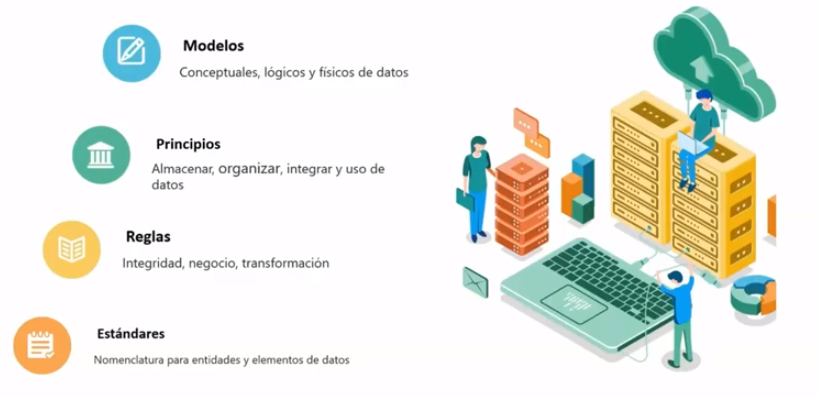 Modelos
Conceptuales, lógicos y físicos de datos
Principios
Almacenar, organizar, integrar y uso de
datos
Reglas
Integridad, negocio, transformación
Estándares
Nomenclatura para entidades y elementos de datos